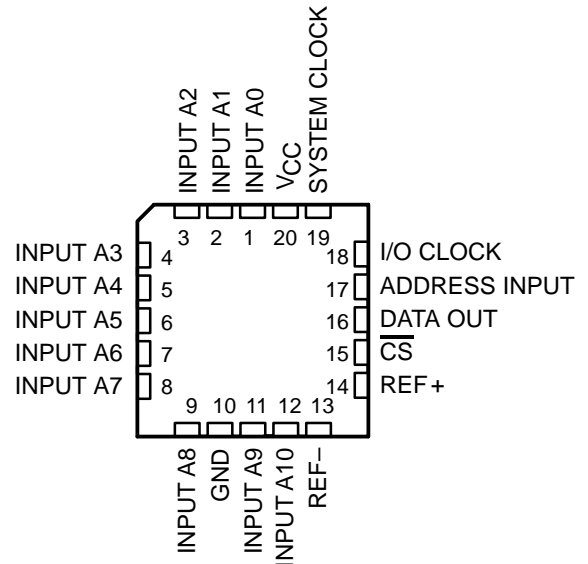 INPUT A2
INPUT A1
INPUT A0
VCC
SYSTEM CLOCK
3 2 1 20 19
INPUT A3 4
INPUT A4 5
INPUT A5 6
INPUT A6 7
INPUT A7 8
18 I/O CLOCK
17 ADDRESS INPUT
16 DATA OUT
15 C̅S̅
14 REF+
9 10 11 12 13
INPUT A8
GND
INPUT A9
INPUT A10
REF–